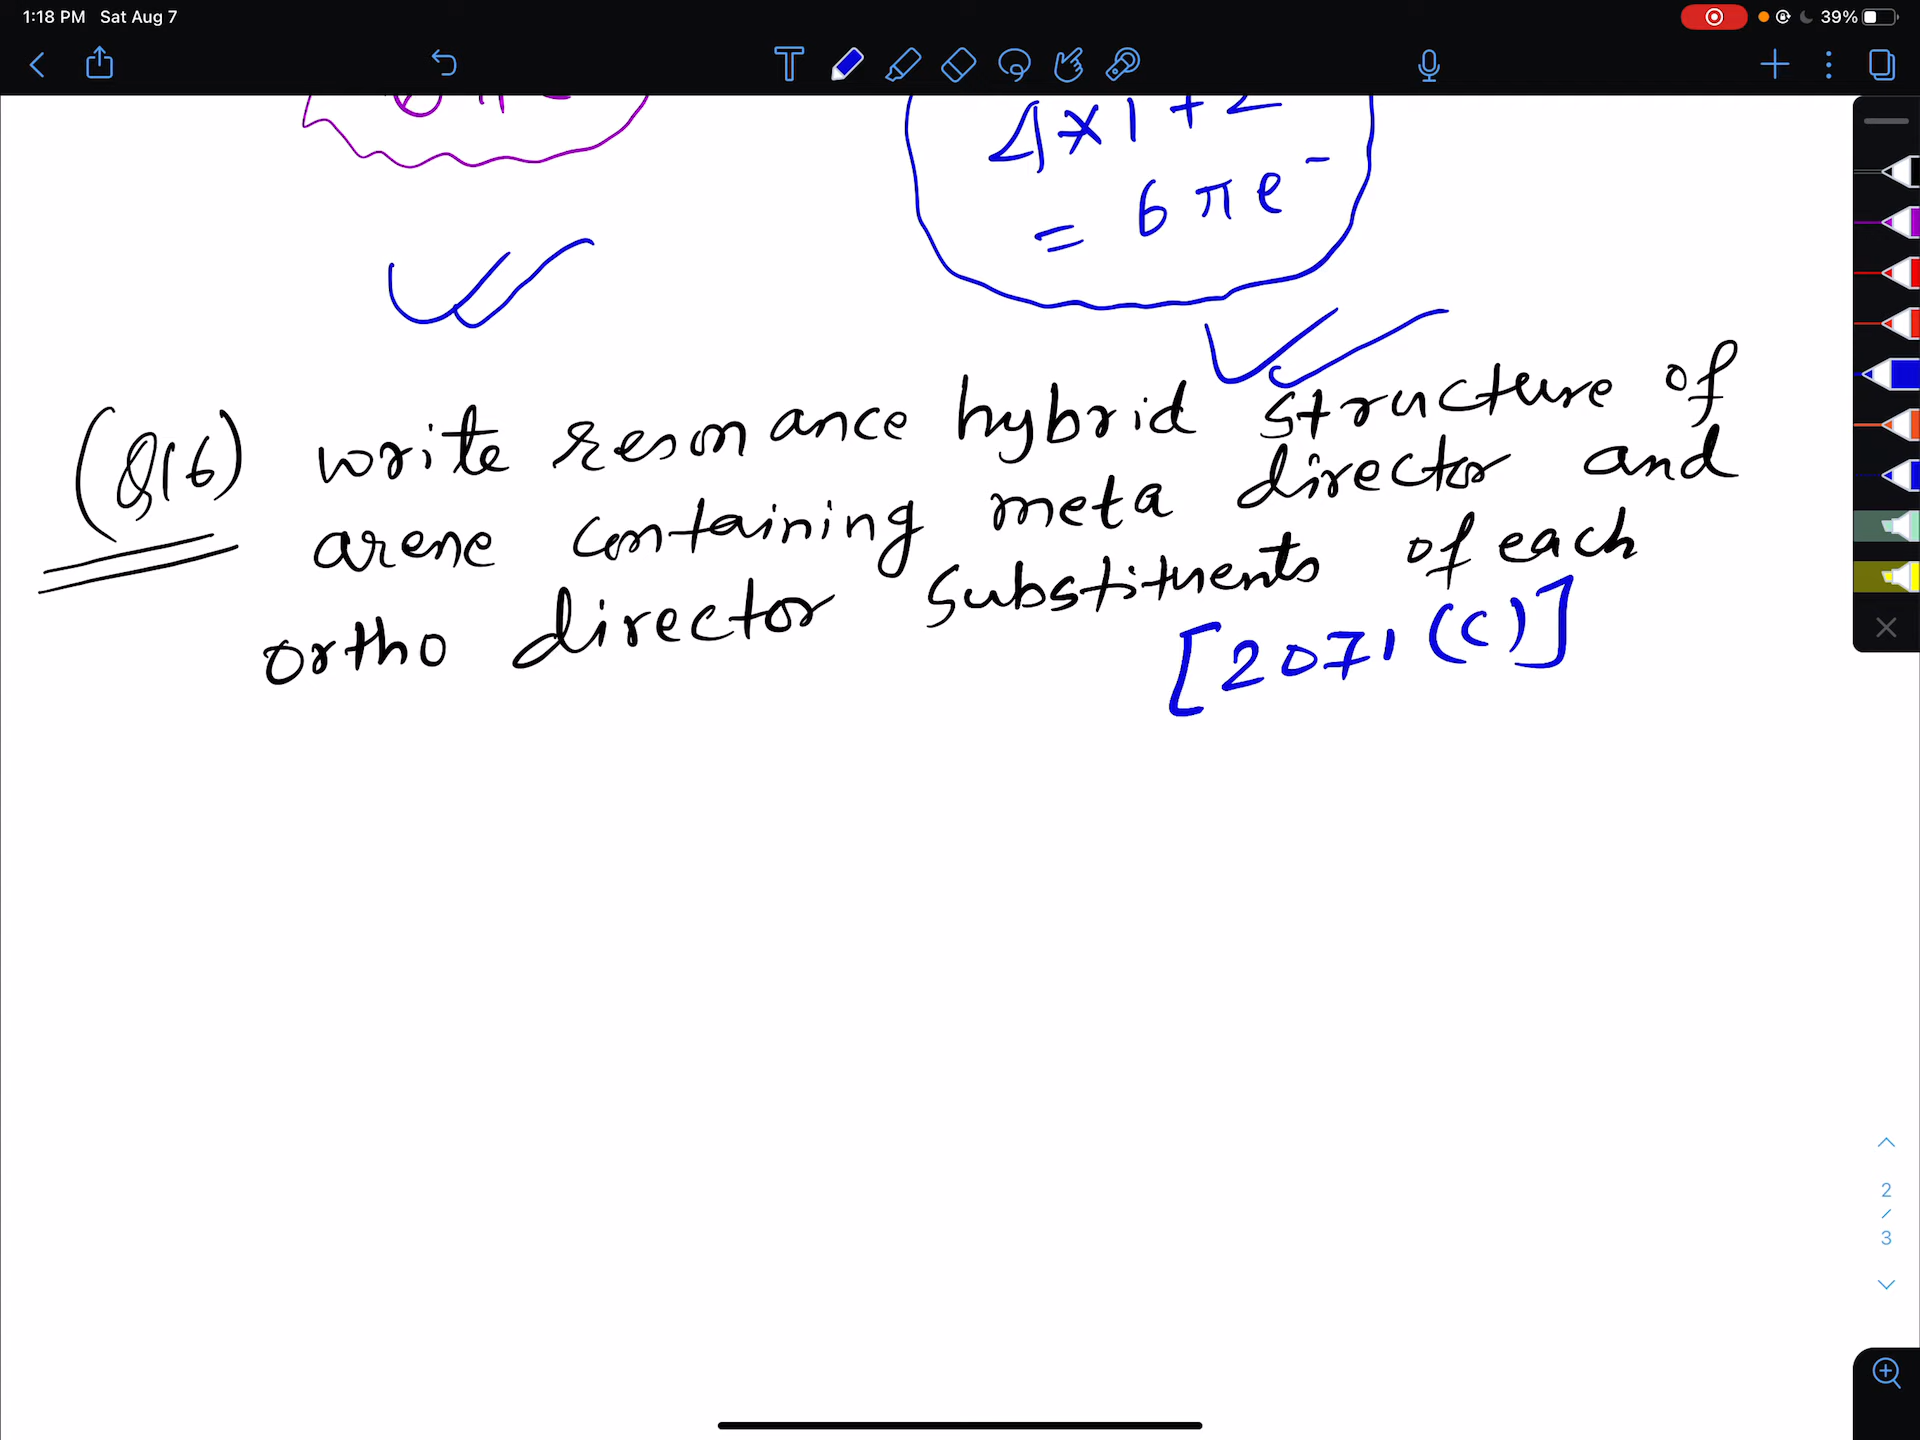 1:18 PM Sat Aug 7
39%
4×1+2
= 6πe⁻
(Q16) write resonance hybrid structure of
arene containing meta director and
ortho director substituents of each
[2071(C)]
2
/
3